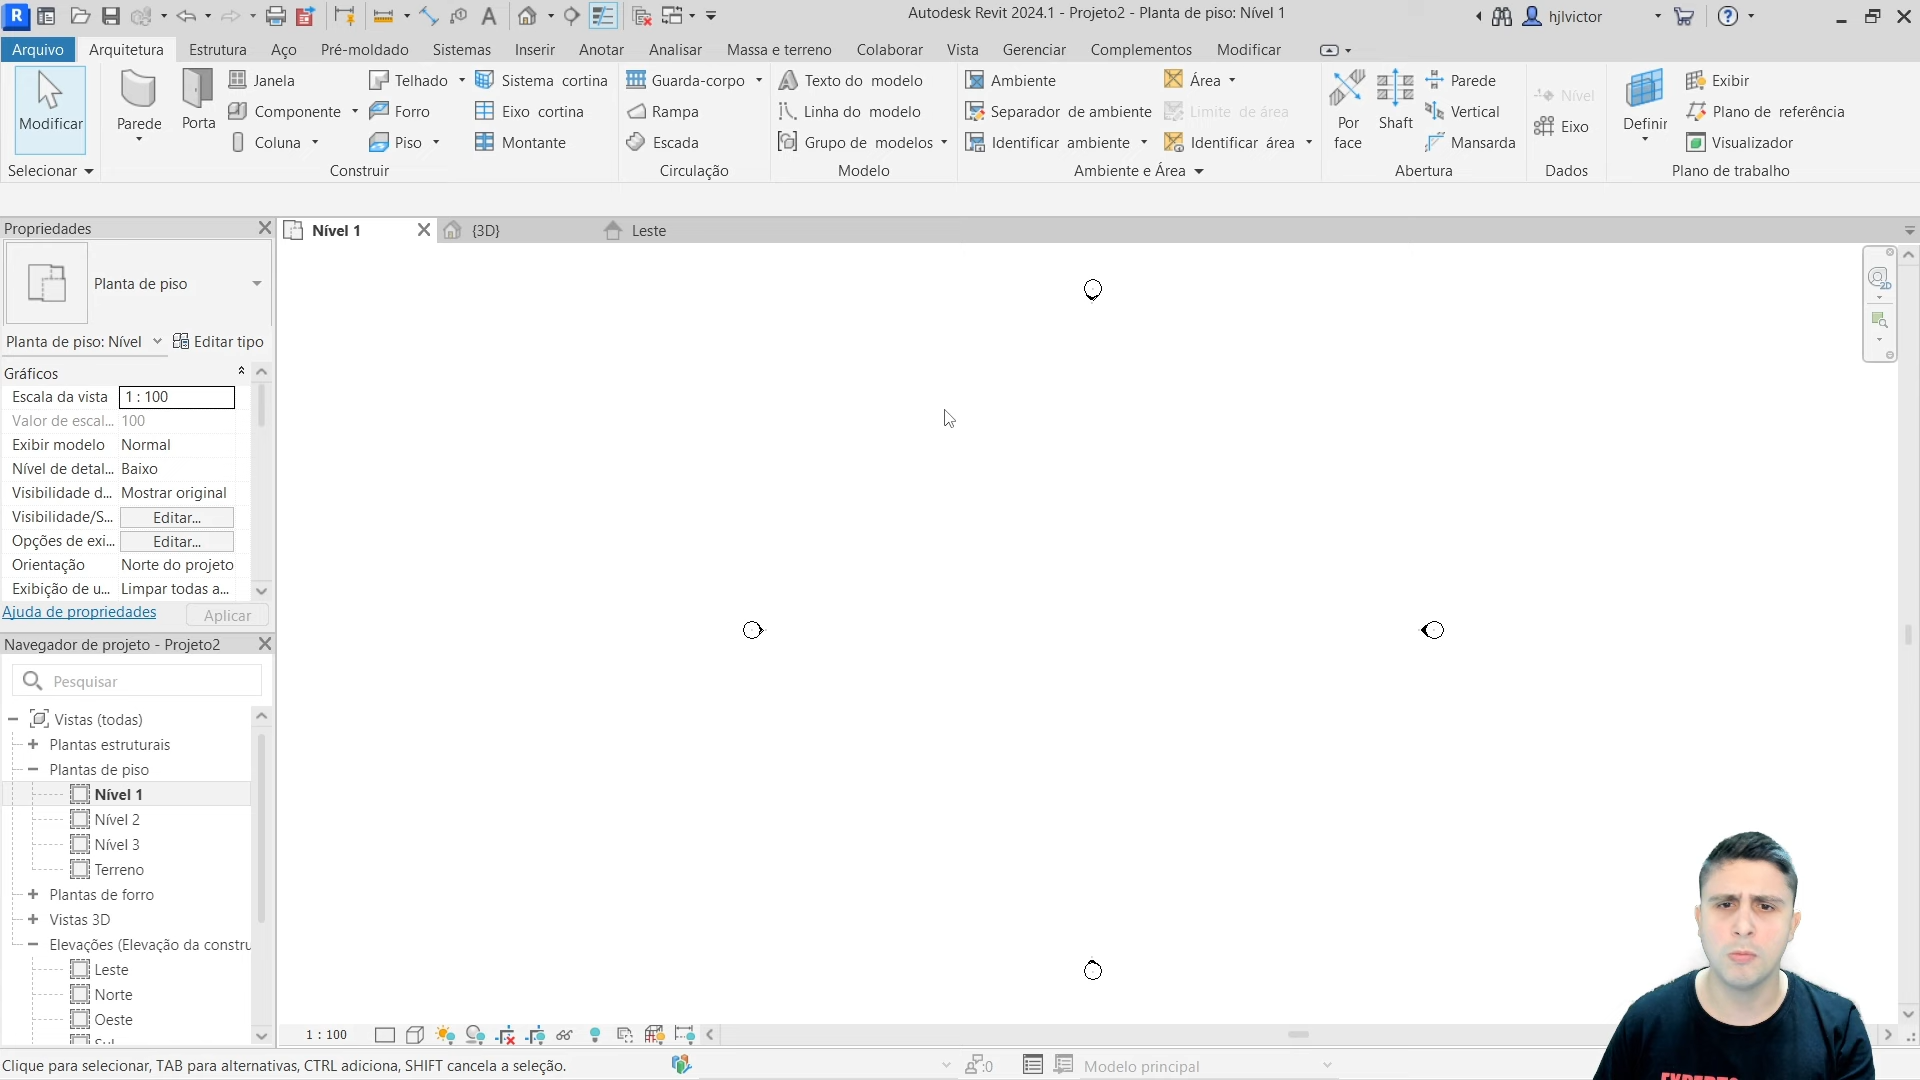 Autodesk Revit 2024.1 - Projeto2 - Planta de piso: Nível 1
hjlvictor
Arquivo Arquitetura Estrutura Aço Pré-moldado Sistemas Inserir Anotar Analisar Massa e terreno Colaborar Vista Gerenciar Complementos Modificar
Modificar
Selecionar
Parede
Porta
Janela
Componente
Coluna
Telhado
Forro
Piso
Sistema cortina
Eixo cortina
Montante
Construir
Guarda-corpo
Rampa
Escada
Circulação
Texto do modelo
Linha do modelo
Grupo de modelos
Modelo
Ambiente
Separador de ambiente
Identificar ambiente
Área
Limite de área
Identificar área
Ambiente e Área
Por
face
Shaft
Parede
Vertical
Mansarda
Abertura
Nível
Eixo
Dados
Definir
Exibir
Plano de referência
Visualizador
Plano de trabalho
Propriedades
Planta de piso
Planta de piso: Nível
Editar tipo
Gráficos
Escala da vista 1 : 100
Valor de escal... 100
Exibir modelo Normal
Nível de detal... Baixo
Visibilidade d... Mostrar original
Visibilidade/S... Editar...
Opções de exi... Editar...
Orientação Norte do projeto
Exibição de u... Limpar todas a...
Ajuda de propriedades Aplicar
Nível 1
{3D}
Leste
2D
Navegador de projeto - Projeto2
Pesquisar
Vistas (todas)
Plantas estruturais
Plantas de piso
Nível 1
Nível 2
Nível 3
Terreno
Plantas de forro
Vistas 3D
Elevações (Elevação da constru
Leste
Norte
Oeste
1 : 100
Clique para selecionar, TAB para alternativas, CTRL adiciona, SHIFT cancela a seleção.
:0
Modelo principal